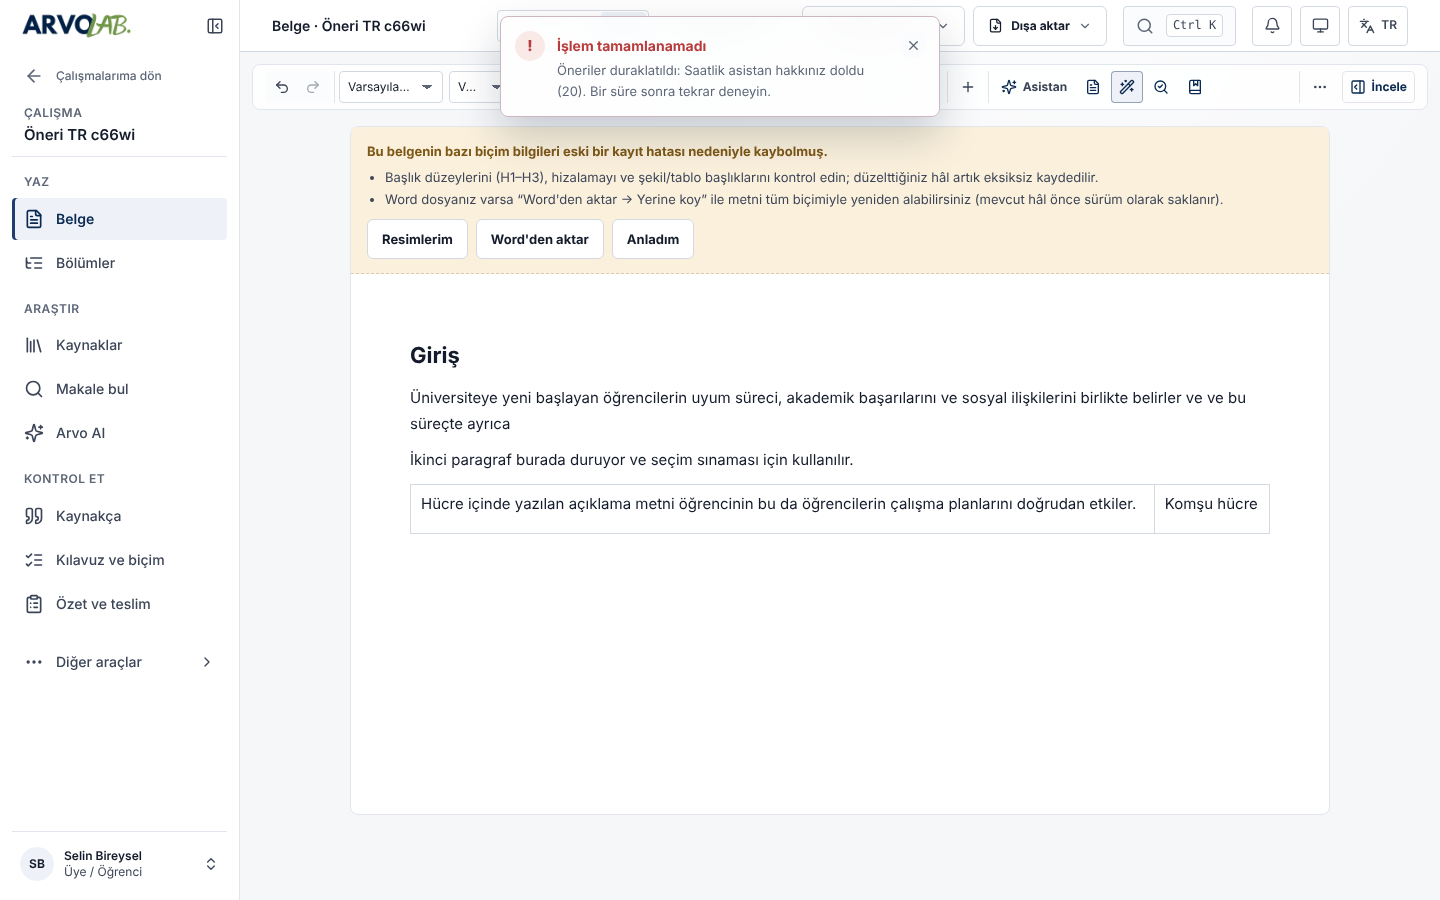 ARVOLAB.
Çalışmalarıma dön
ÇALIŞMA
Öneri TR c66wi
YAZ
Belge
Bölümler
ARAŞTIR
Kaynaklar
Makale bul
Arvo AI
KONTROL ET
Kaynakça
Kılavuz ve biçim
Özet ve teslim
Diğer araçlar
SB
Selin Bireysel
Üye / Öğrenci
Belge · Öneri TR c66wi
Dışa aktar
Ctrl K
TR
!
İşlem tamamlanamadı
Öneriler duraklatıldı: Saatlik asistan hakkınız doldu
(20). Bir süre sonra tekrar deneyin.
Varsayıla...
V...
Asistan
İncele
Bu belgenin bazı biçim bilgileri eski bir kayıt hatası nedeniyle kaybolmuş.
• Başlık düzeylerini (H1–H3), hizalamayı ve şekil/tablo başlıklarını kontrol edin; düzelttiğiniz hâl artık eksiksiz kaydedilir.
• Word dosyanız varsa “Word'den aktar → Yerine koy” ile metni tüm biçimiyle yeniden alabilirsiniz (mevcut hâl önce sürüm olarak saklanır).
Resimlerim
Word'den aktar
Anladım
Giriş
Üniversiteye yeni başlayan öğrencilerin uyum süreci, akademik başarılarını ve sosyal ilişkilerini birlikte belirler ve ve bu
süreçte ayrıca
İkinci paragraf burada duruyor ve seçim sınaması için kullanılır.
Hücre içinde yazılan açıklama metni öğrencinin bu da öğrencilerin çalışma planlarını doğrudan etkiler.
Komşu hücre